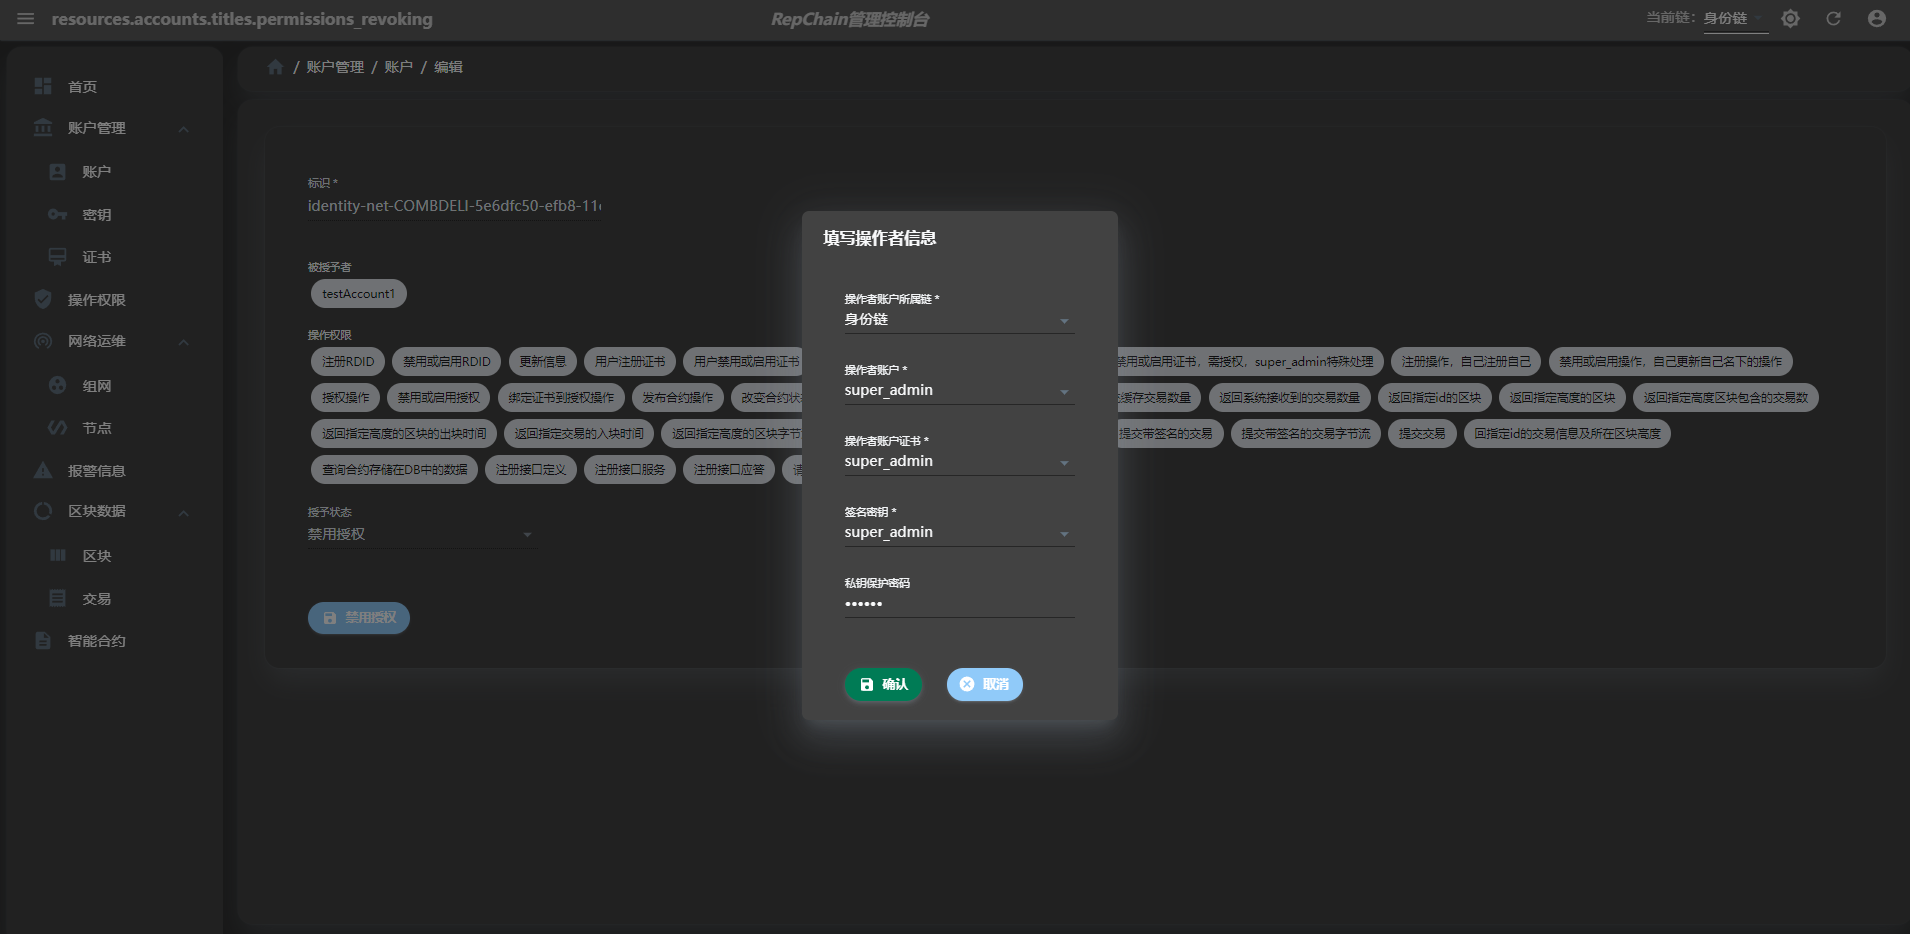 resources.accounts.titles.permissions_revoking
RepChain管理控制台
当前链: 身份链
首页
账户管理
账户
密钥
证书
操作权限
网络运维
组网
节点
报警信息
区块数据
区块
交易
智能合约
/ 账户管理 / 账户 / 编辑
标识 *
identity-net-COMBDELI-5e6dfc50-efb8-11
被授予者
testAccount1
操作权限
注册RDID 禁用或启用RDID 更新信息 用户注册证书 用户禁用或启用证书 禁用或启用证书，需授权，super_admin特殊处理 注册操作，自己注册自己 禁用或启用操作，自己更新自己名下的操作
授权操作 禁用或启用授权 绑定证书到授权操作 发布合约操作 改变合约状 缓存交易数量 返回系统接收到的交易数量 返回指定id的区块 返回指定高度的区块 返回指定高度区块包含的交易数
返回指定高度的区块的出块时间 返回指定交易的入块时间 返回指定高度的区块字节 提交带签名的交易 提交带签名的交易字节流 提交交易 回指定id的交易信息及所在区块高度
查询合约存储在DB中的数据 注册接口定义 注册接口服务 注册接口应答
授予状态
禁用授权
禁用授权
填写操作者信息
操作者账户所属链 *
身份链
操作者账户 *
super_admin
操作者账户证书 *
super_admin
签名密钥 *
super_admin
私钥保护密码
••••••
确认 取消